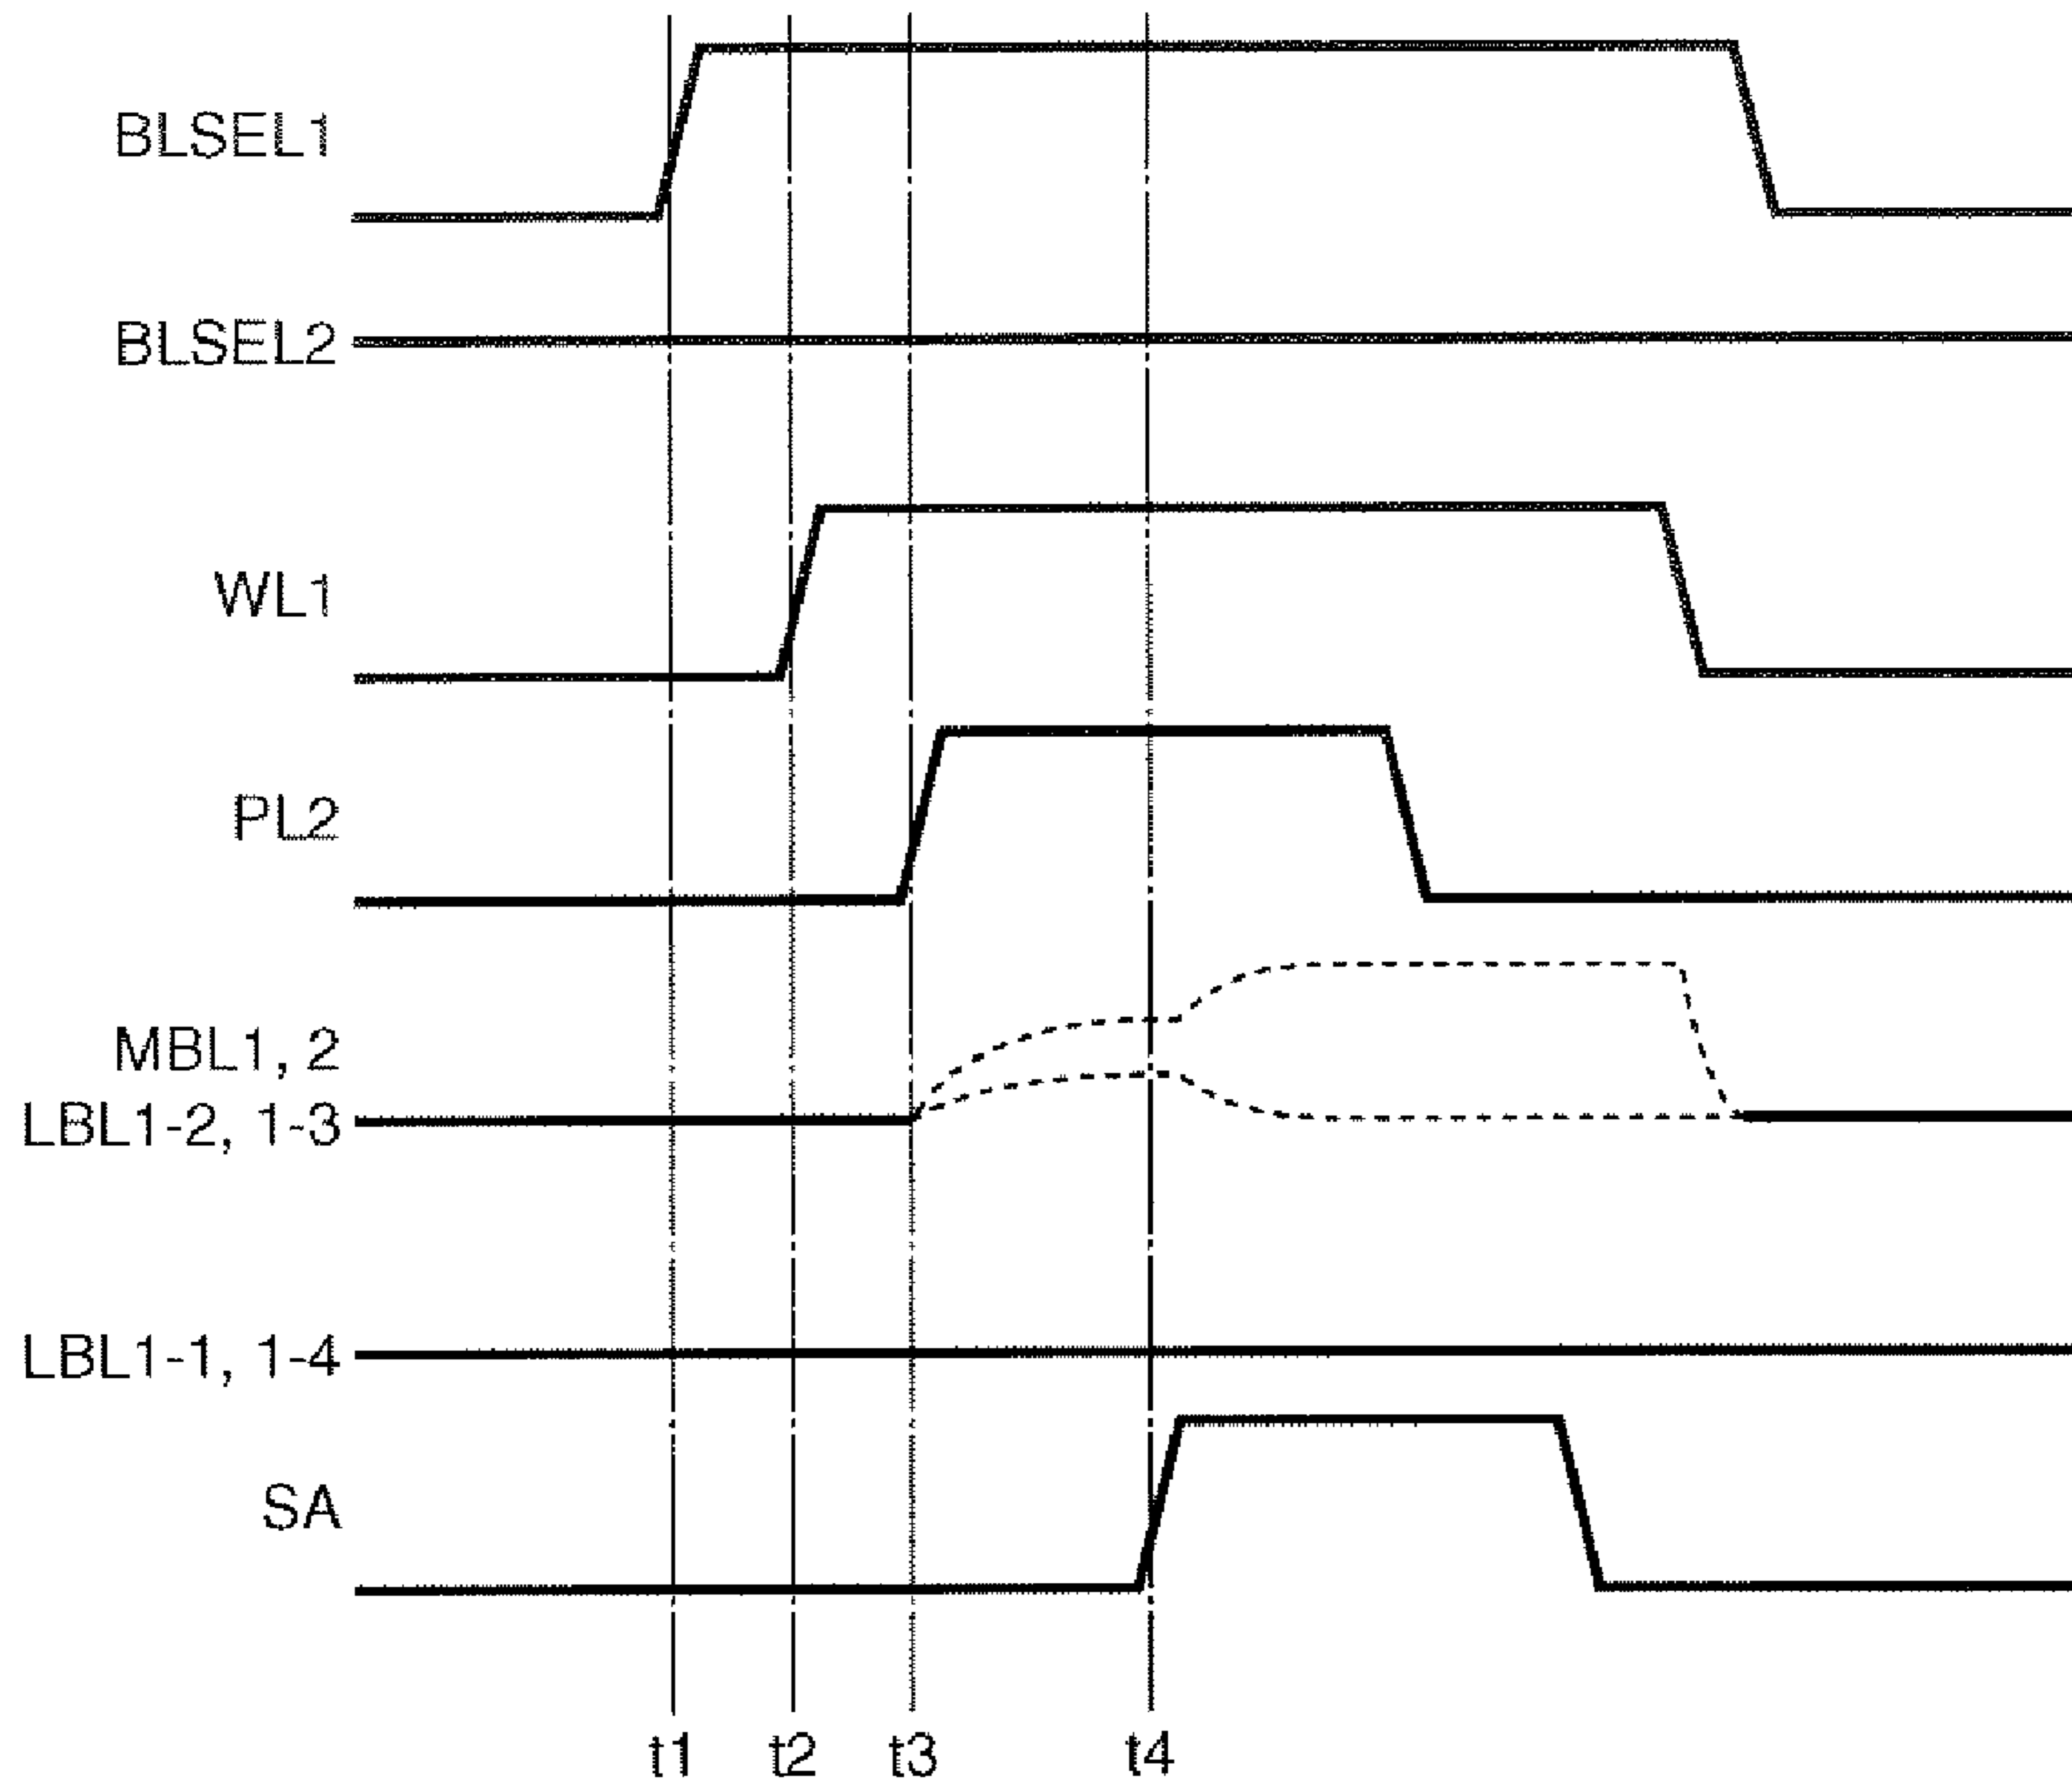 BLSEL1
BLSEL2
WL1
PL2
MBL1, 2
LBL1-2, 1-3
LBL1-1, 1-4
SA
t1 t2 t3 t4